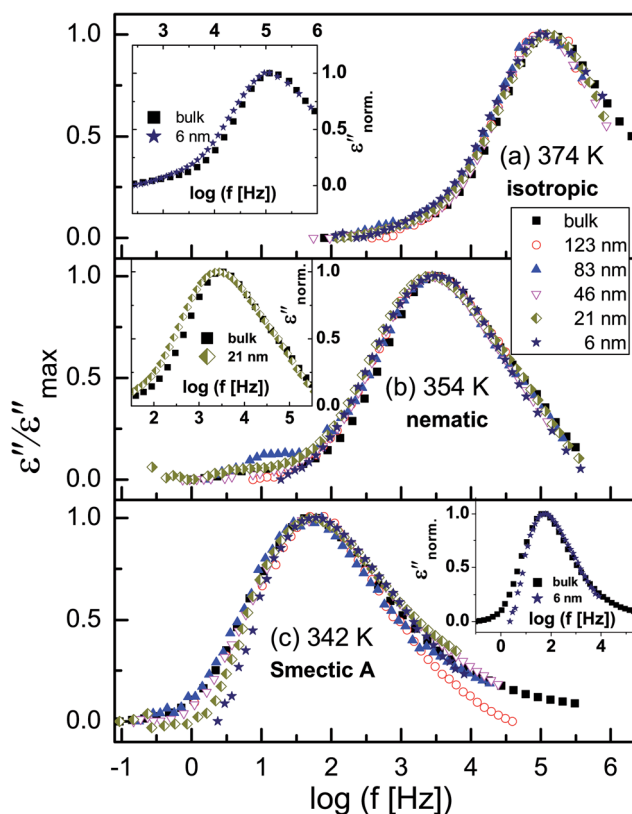 3 4 5 6
1.0
0.5
0.0
ε''norm.
bulk
6 nm
log (f [Hz])
1.0
0.5
0.0
(a) 374 K
isotropic
bulk
123 nm
83 nm
46 nm
21 nm
6 nm
1.0
0.5
0.0
ε''norm.
bulk
21 nm
log (f [Hz])
2 3 4 5
1.0
0.5
0.0
(b) 354 K
nematic
ε''/ε''max
1.0
0.5
0.0
ε''norm.
bulk
6 nm
log (f [Hz])
0 2 4
1.0
0.5
0.0
(c) 342 K
Smectic A
-1 0 1 2 3 4 5 6
log (f [Hz])